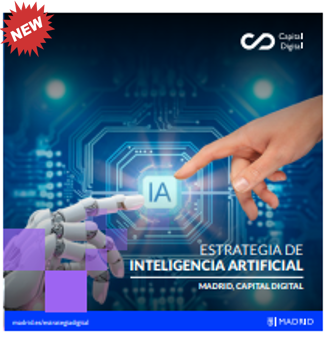 NEW
Capital
Digital
IA
ESTRATEGIA DE
INTELIGENCIA ARTIFICIAL
MADRID, CAPITAL DIGITAL
madrid.es/estrategiadigital
MADRID